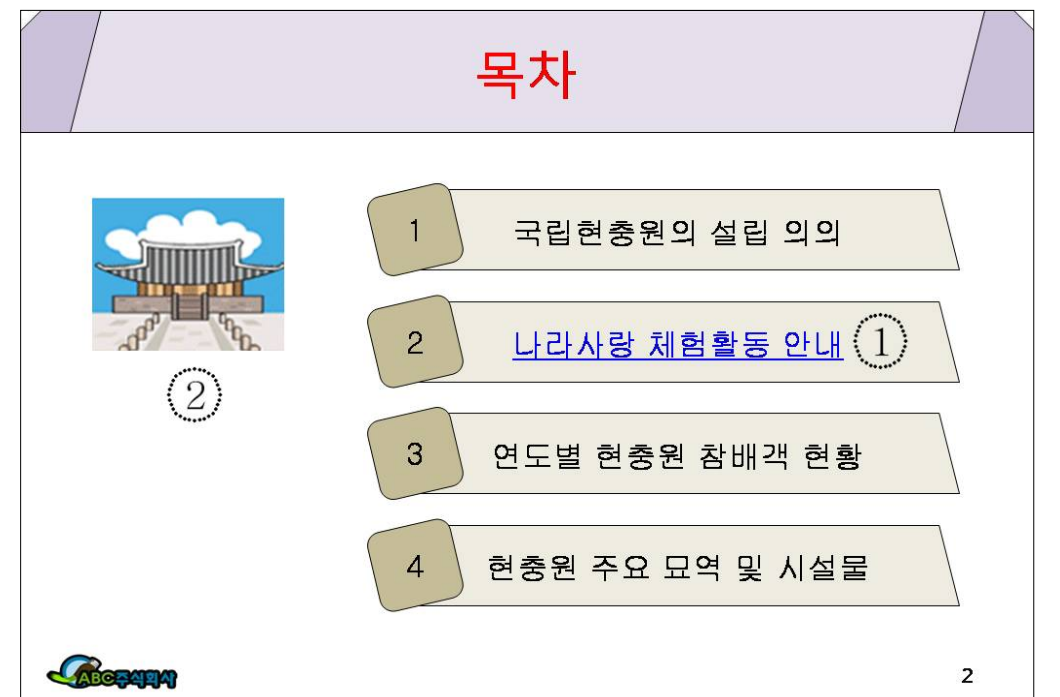 목차
1 국립현충원의 설립 의의
2 나라사랑 체험활동 안내 ①
②
3 연도별 현충원 참배객 현황
4 현충원 주요 묘역 및 시설물
ABC주식회사
2